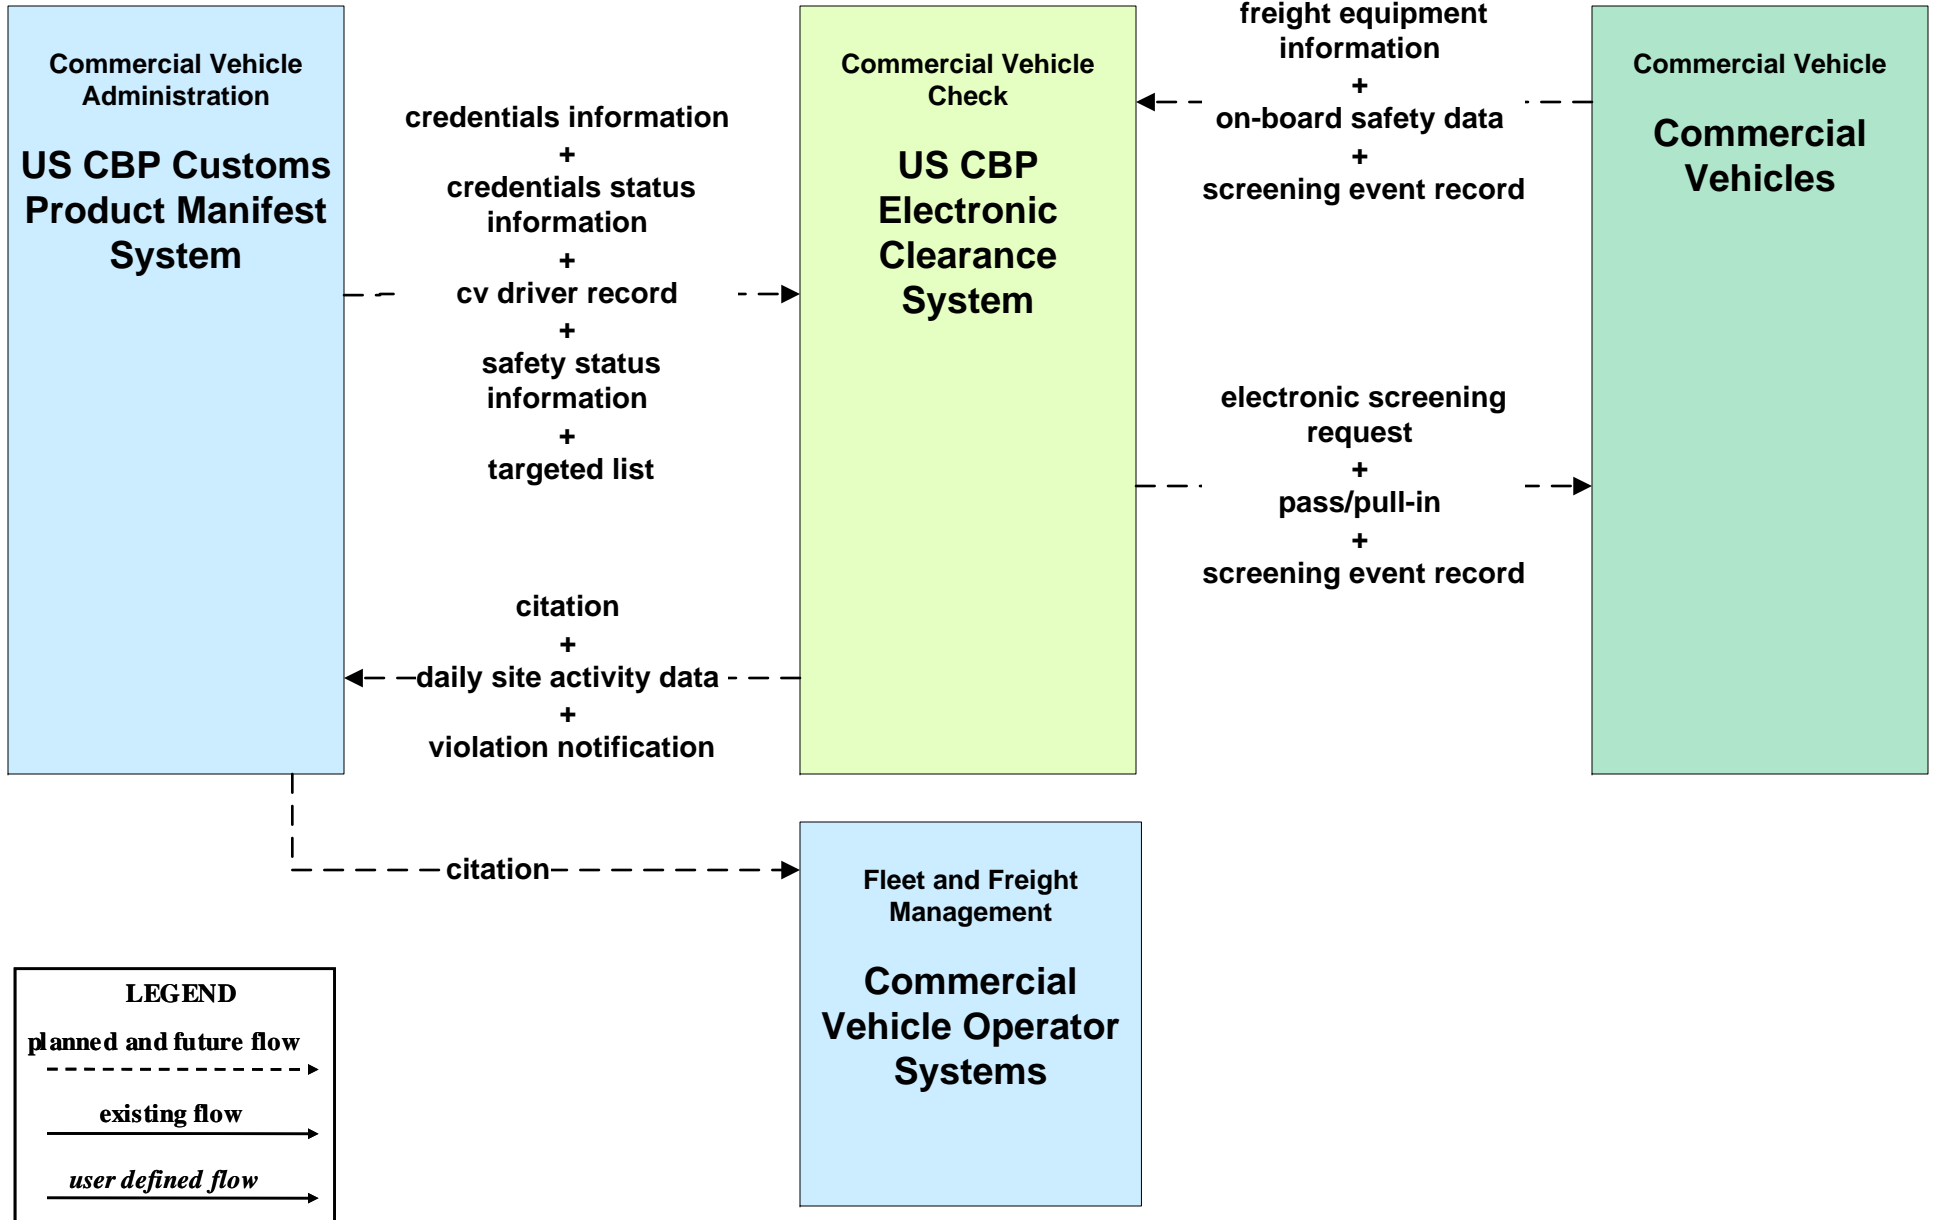 Commercial Vehicle
Administration
US CBP Customs
Product Manifest
System
credentials information
+
credentials status
information
+
cv driver record
+
safety status
information
+
targeted list
citation
+
daily site activity data
+
violation notification
Commercial Vehicle
Check
US CBP
Electronic
Clearance
System
freight equipment
information
+
on-board safety data
+
screening event record
electronic screening
request
+
pass/pull-in
+
screening event record
Commercial Vehicle
Commercial
Vehicles
citation
Fleet and Freight
Management
Commercial
Vehicle Operator
Systems
LEGEND
planned and future flow
existing flow
user defined flow